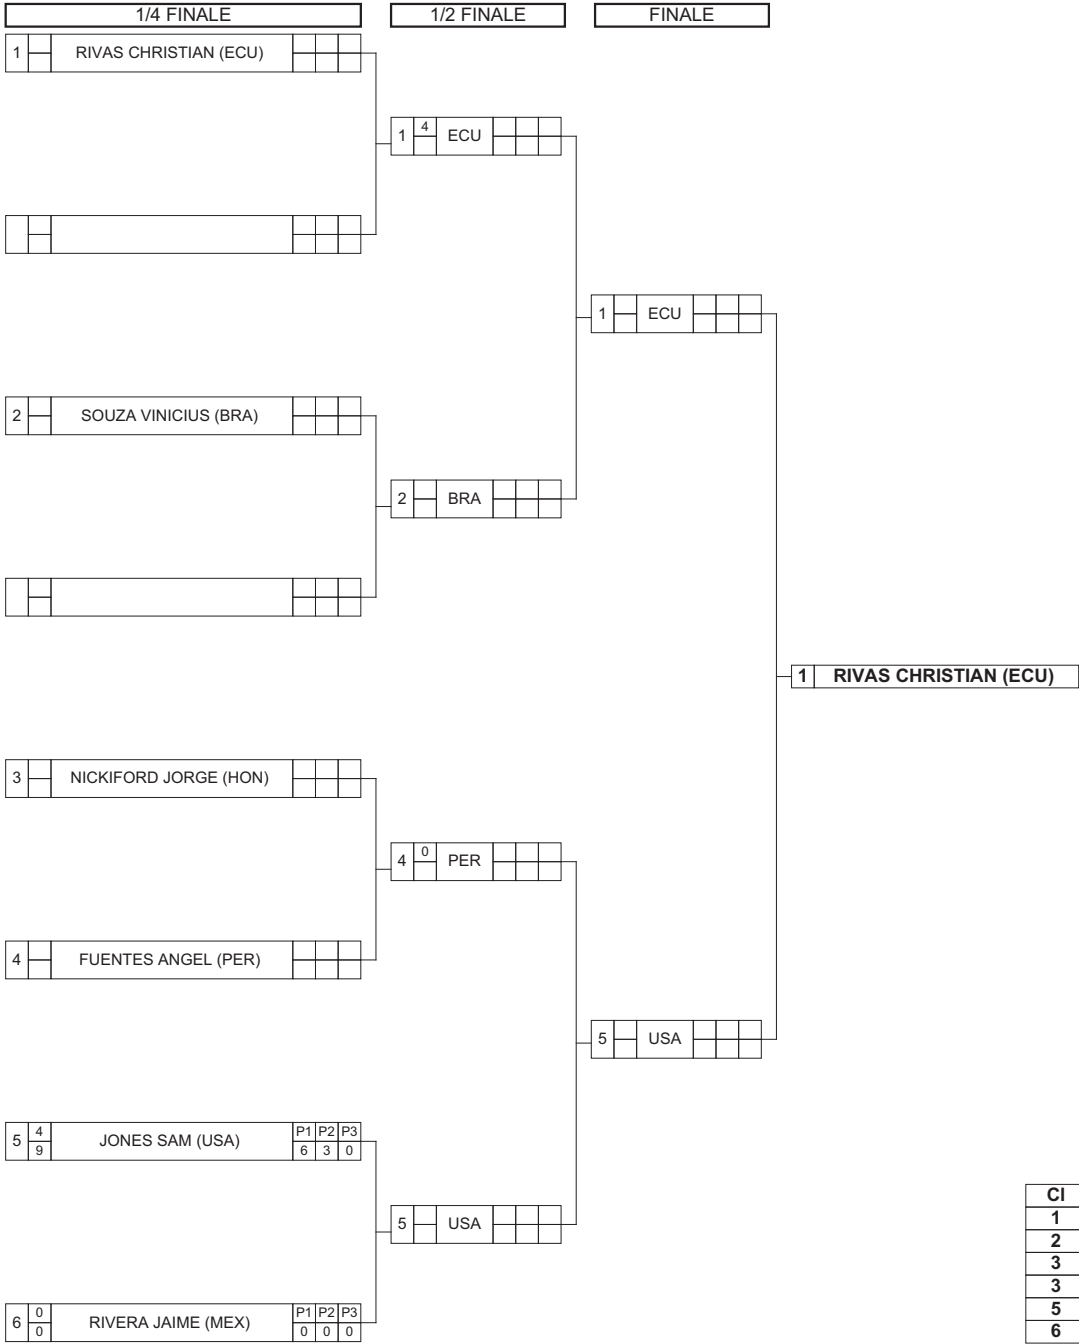 1/4 FINALE 1/2 FINALE FINALE
1 RIVAS CHRISTIAN (ECU)
1 4 ECU
1 ECU
2 SOUZA VINICIUS (BRA)
2 BRA
1 RIVAS CHRISTIAN (ECU)
3 NICKIFORD JORGE (HON)
4 0 PER
4 FUENTES ANGEL (PER)
5 USA
5 4 9 JONES SAM (USA) P1 P2 P3
6 3 0
5 USA
6 0 0 RIVERA JAIME (MEX) P1 P2 P3
0 0 0
Cl
1
2
3
3
5
6